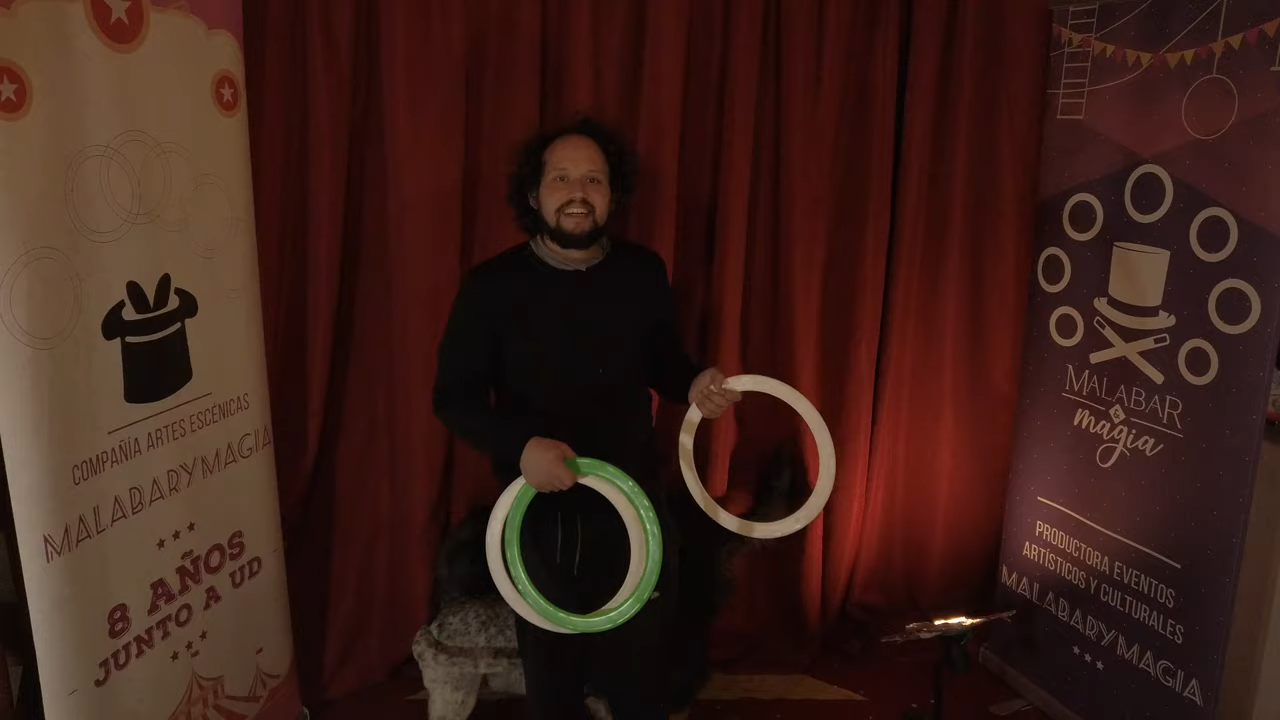 COMPAÑÍA ARTES ESCÉNICAS
MALABARYMAGIA
8 AÑOS
JUNTO A UD
MALABAR
&
magia
PRODUCTORA EVENTOS
ARTÍSTICOS Y CULTURALES
MALABARYMAGIA